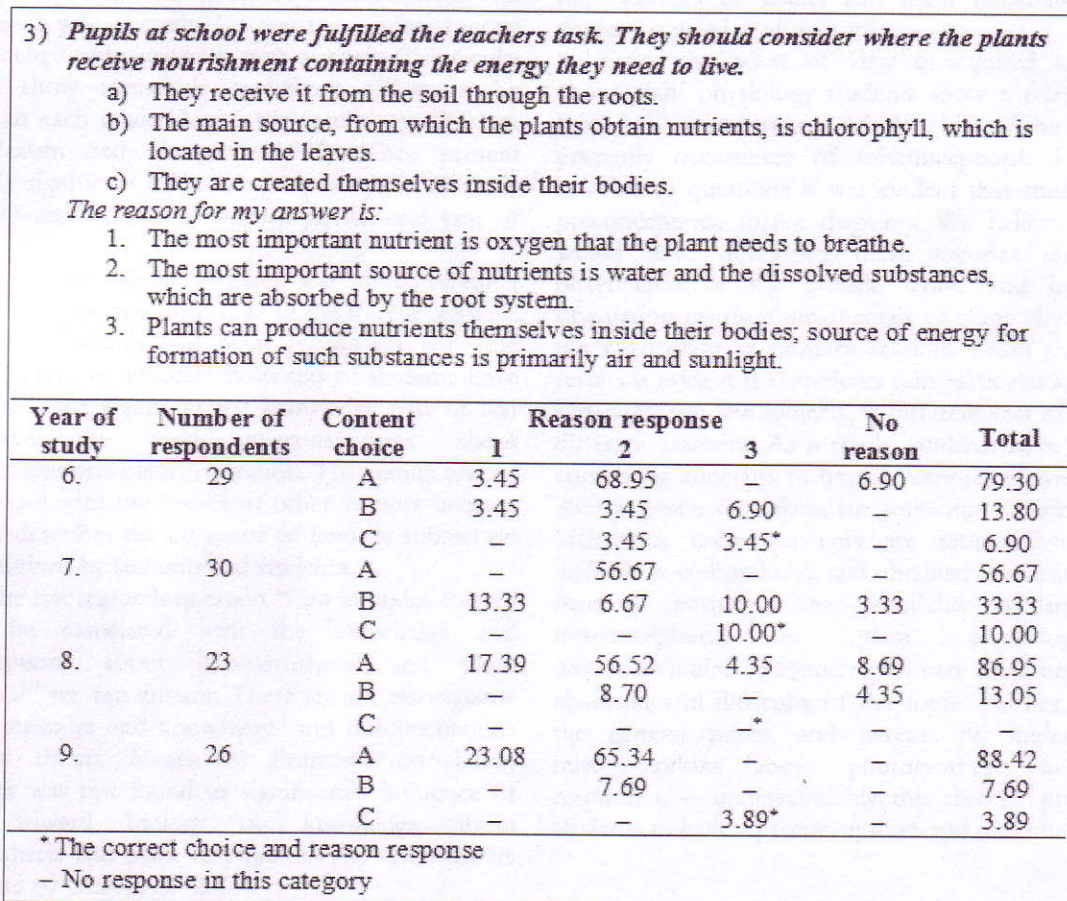 3) Pupils at school were fulfilled the teachers task. They should consider where the plants
receive nourishment containing the energy they need to live.
a) They receive it from the soil through the roots.
b) The main source, from which the plants obtain nutrients, is chlorophyll, which is
located in the leaves.
c) They are created themselves inside their bodies.
The reason for my answer is:
1. The most important nutrient is oxygen that the plant needs to breathe.
2. The most important source of nutrients is water and the dissolved substances,
which are absorbed by the root system.
3. Plants can produce nutrients themselves inside their bodies; source of energy for
formation of such substances is primarily air and sunlight.
Year of study Number of respondents Content choice Reason response 1 2 3 No reason Total
6. 29 A 3.45 68.95 – 6.90 79.30
B 3.45 3.45 6.90 – 13.80
C – 3.45 3.45* – 6.90
7. 30 A – 56.67 – – 56.67
B 13.33 6.67 10.00 3.33 33.33
C – – 10.00* – 10.00
8. 23 A 17.39 56.52 4.35 8.69 86.95
B – 8.70 – 4.35 13.05
C – – * – –
9. 26 A 23.08 65.34 – – 88.42
B – 7.69 – – 7.69
C – – 3.89* – 3.89
* The correct choice and reason response
– No response in this category